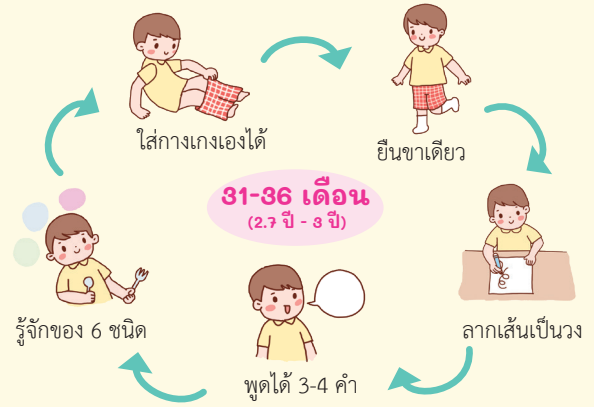 ใส่กางเกงเองได้
ยืนขาเดียว
31-36 เดือน
(2.7 ปี - 3 ปี)
รู้จักของ 6 ชนิด
ลากเส้นเป็นวง
พูดได้ 3-4 คำ